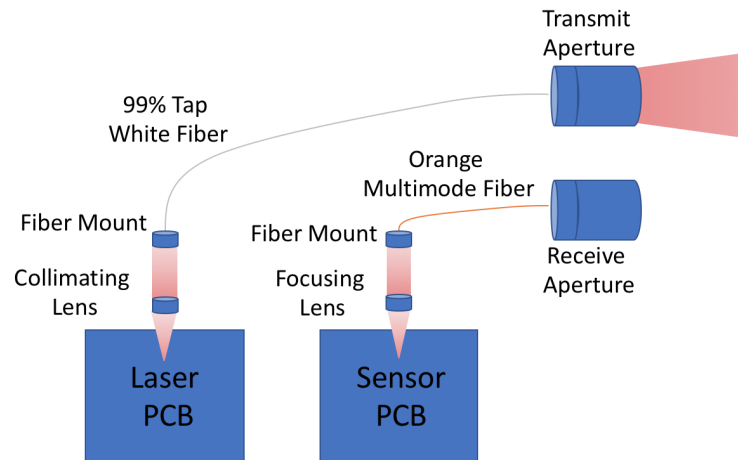 Transmit
Aperture
99% Tap
White Fiber
Orange
Multimode Fiber
Fiber Mount
Fiber Mount
Receive
Aperture
Collimating
Lens
Focusing
Lens
Laser
PCB
Sensor
PCB